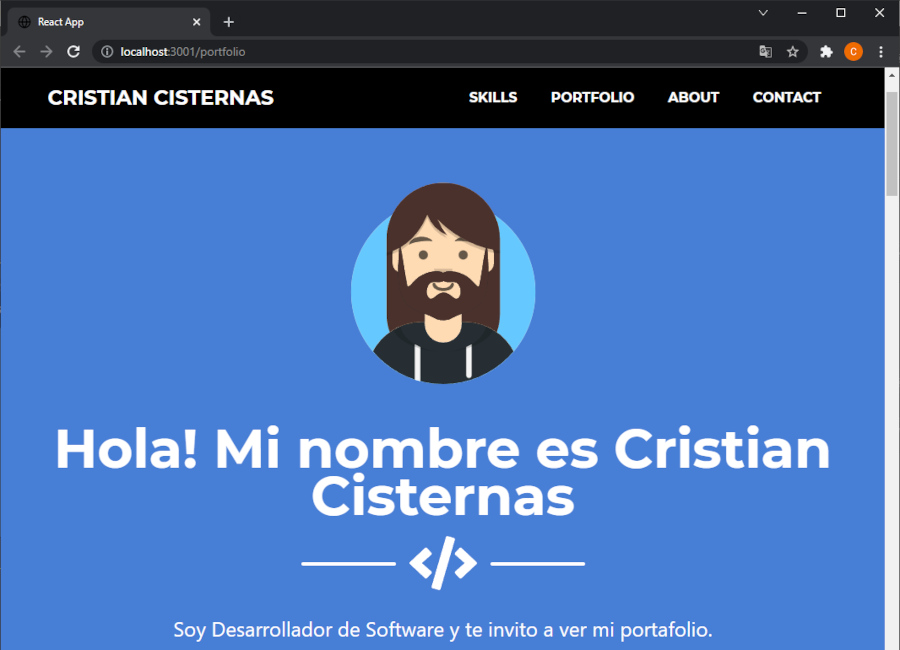 React App
localhost:3001/portfolio
C
CRISTIAN CISTERNAS
SKILLS PORTFOLIO ABOUT CONTACT
Hola! Mi nombre es Cristian
Cisternas
</>
Soy Desarrollador de Software y te invito a ver mi portafolio.